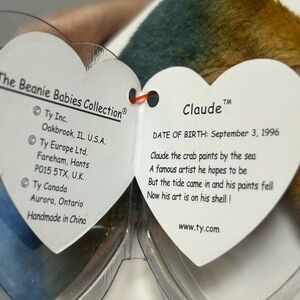 The Beanie Babies Collection®
© Ty Inc.
Oakbrook, IL. U.S.A.
© Ty Europe Ltd.
Fareham, Hants
PO15 5TX, U.K.
© Ty Canada
Aurora, Ontario
Handmade in China
Claude™
DATE OF BIRTH: September 3, 1996
Claude the crab paints by the sea
A famous artist he hopes to be
But the tide came in and his paints fell
Now his art is on his shell !
www.ty.com